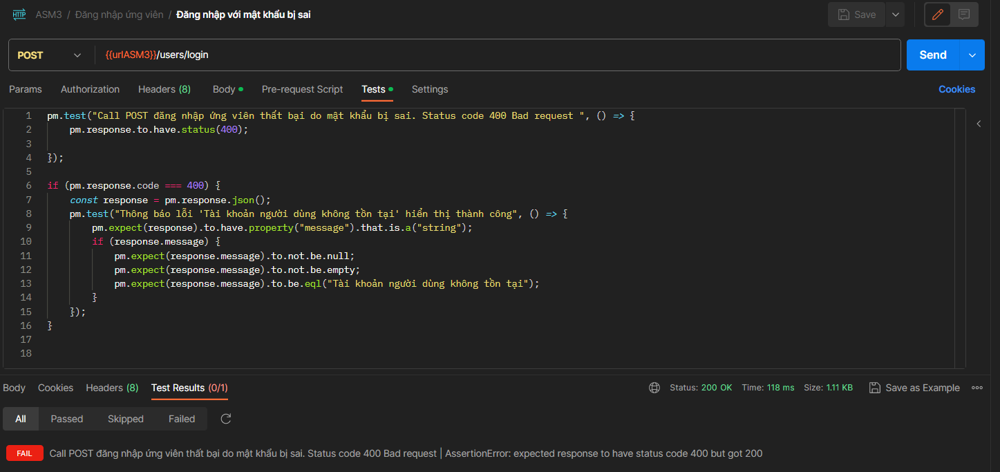 HTTP ASM3 / Đăng nhập ứng viên / Đăng nhập với mật khẩu bị sai Save
POST {{urlASM3}}/users/login Send
Params Authorization Headers (8) Body Pre-request Script Tests Settings Cookies
1 pm.test("Call POST đăng nhập ứng viên thất bại do mật khẩu bị sai. Status code 400 Bad request ", () => {
2 pm.response.to.have.status(400);
3
4 });
5
6 if (pm.response.code === 400) {
7 const response = pm.response.json();
8 pm.test("Thông báo lỗi 'Tài khoản người dùng không tồn tại' hiển thị thành công", () => {
9 pm.expect(response).to.have.property("message").that.is.a("string");
10 if (response.message) {
11 pm.expect(response.message).to.not.be.null;
12 pm.expect(response.message).to.not.be.empty;
13 pm.expect(response.message).to.be.eql("Tài khoản người dùng không tồn tại");
14 }
15 });
16 }
17
18
Body Cookies Headers (8) Test Results (0/1) Status: 200 OK Time: 118 ms Size: 1.11 KB Save as Example
All Passed Skipped Failed
FAIL Call POST đăng nhập ứng viên thất bại do mật khẩu bị sai. Status code 400 Bad request | AssertionError: expected response to have status code 400 but got 200